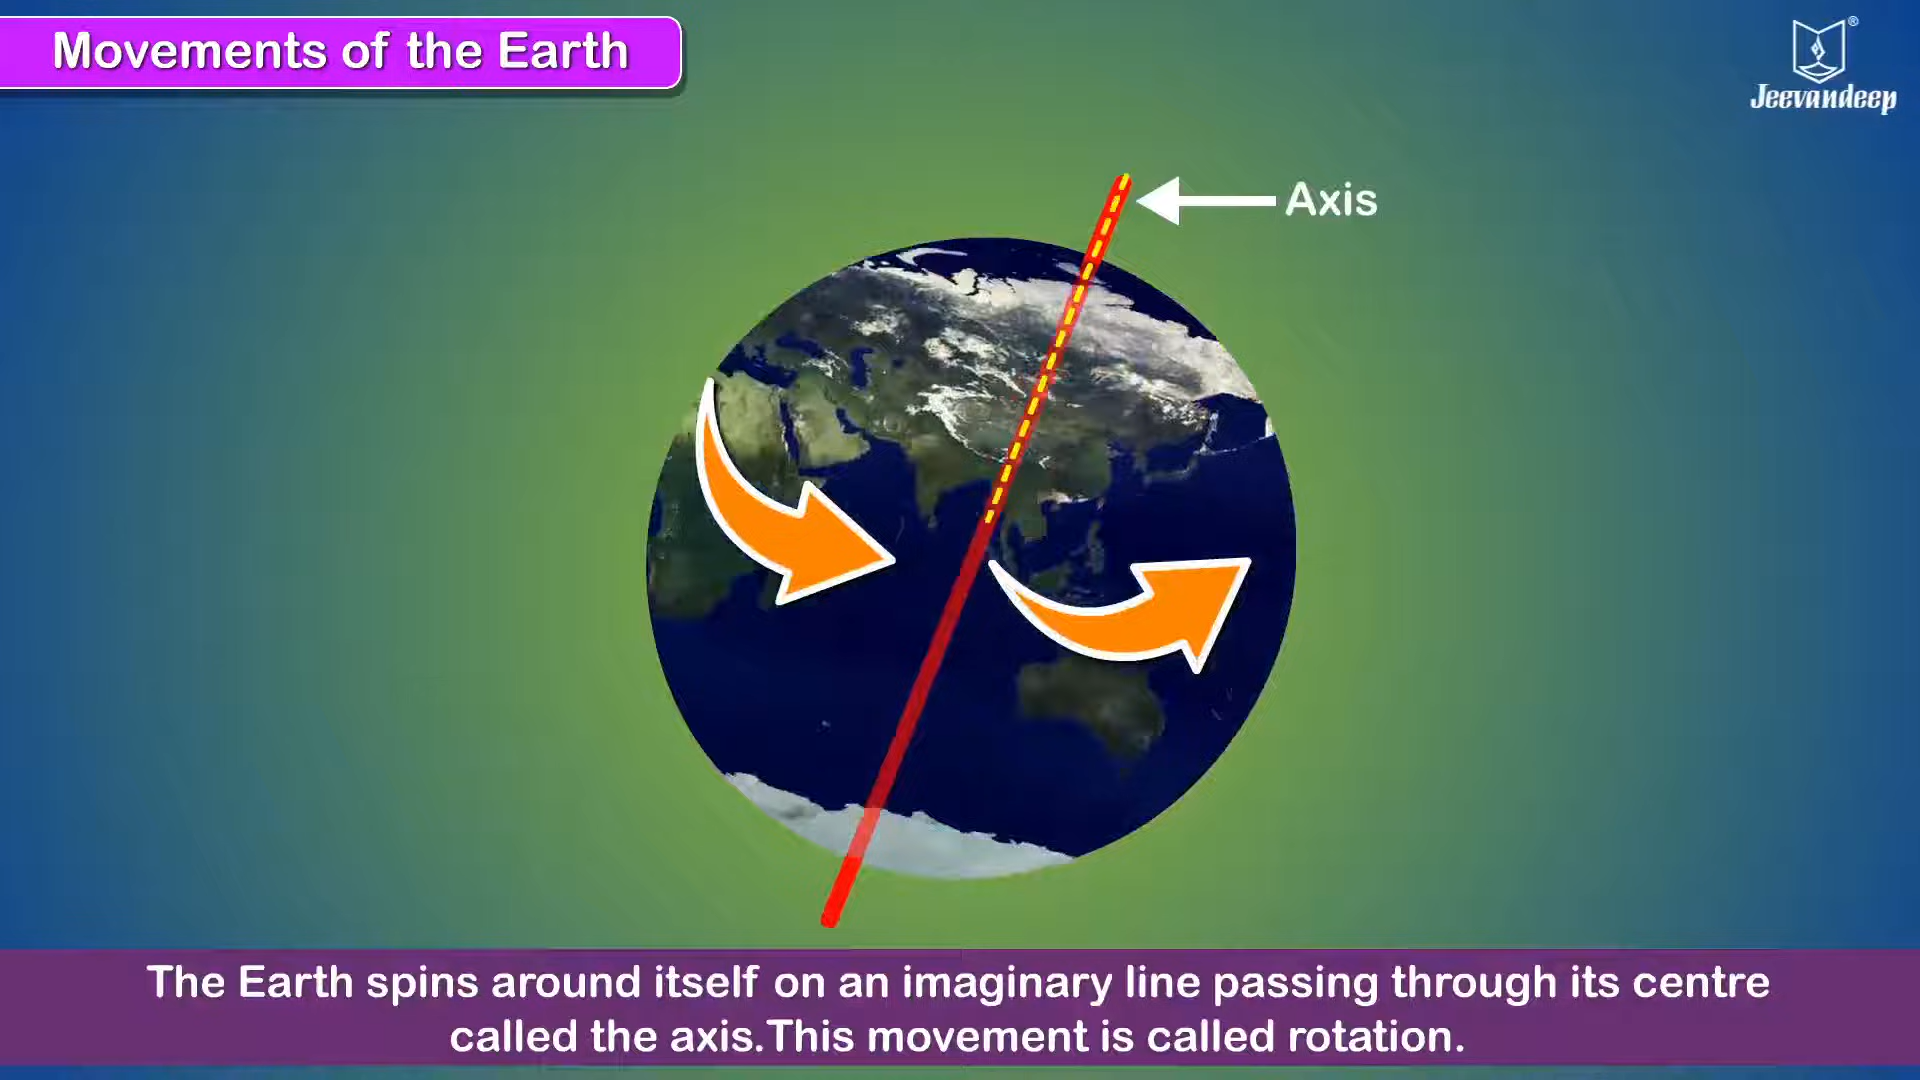 Movements of the Earth
®
Jeevandeep
Axis
The Earth spins around itself on an imaginary line passing through its centre
called the axis.This movement is called rotation.